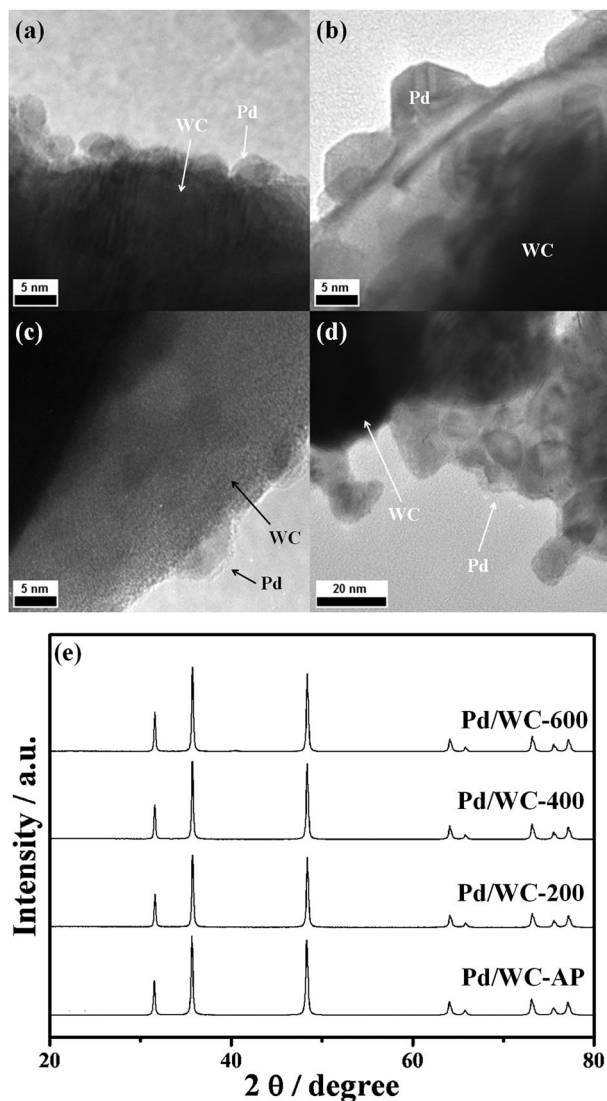 (a)
WC
Pd
5 nm
(b)
Pd
WC
5 nm
(c)
WC
Pd
5 nm
(d)
WC
Pd
20 nm
(e)
Pd/WC-600
Pd/WC-400
Pd/WC-200
Pd/WC-AP
Intensity / a.u.
20 40 60 80
2 θ / degree